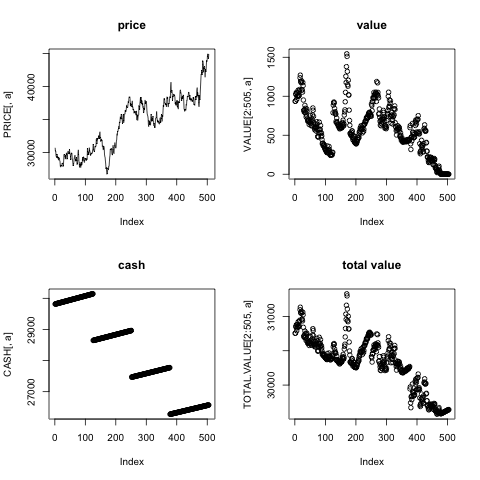 price
PRICE[, a]
30000
40000
0
100
200
300
400
500
Index
value
VALUE[2:505, a]
0
500
1000
1500
0
100
200
300
400
500
Index
cash
CASH[, a]
27000
29000
0
100
200
300
400
500
Index
total value
TOTAL.VALUE[2:505, a]
30000
31000
0
100
200
300
400
500
Index